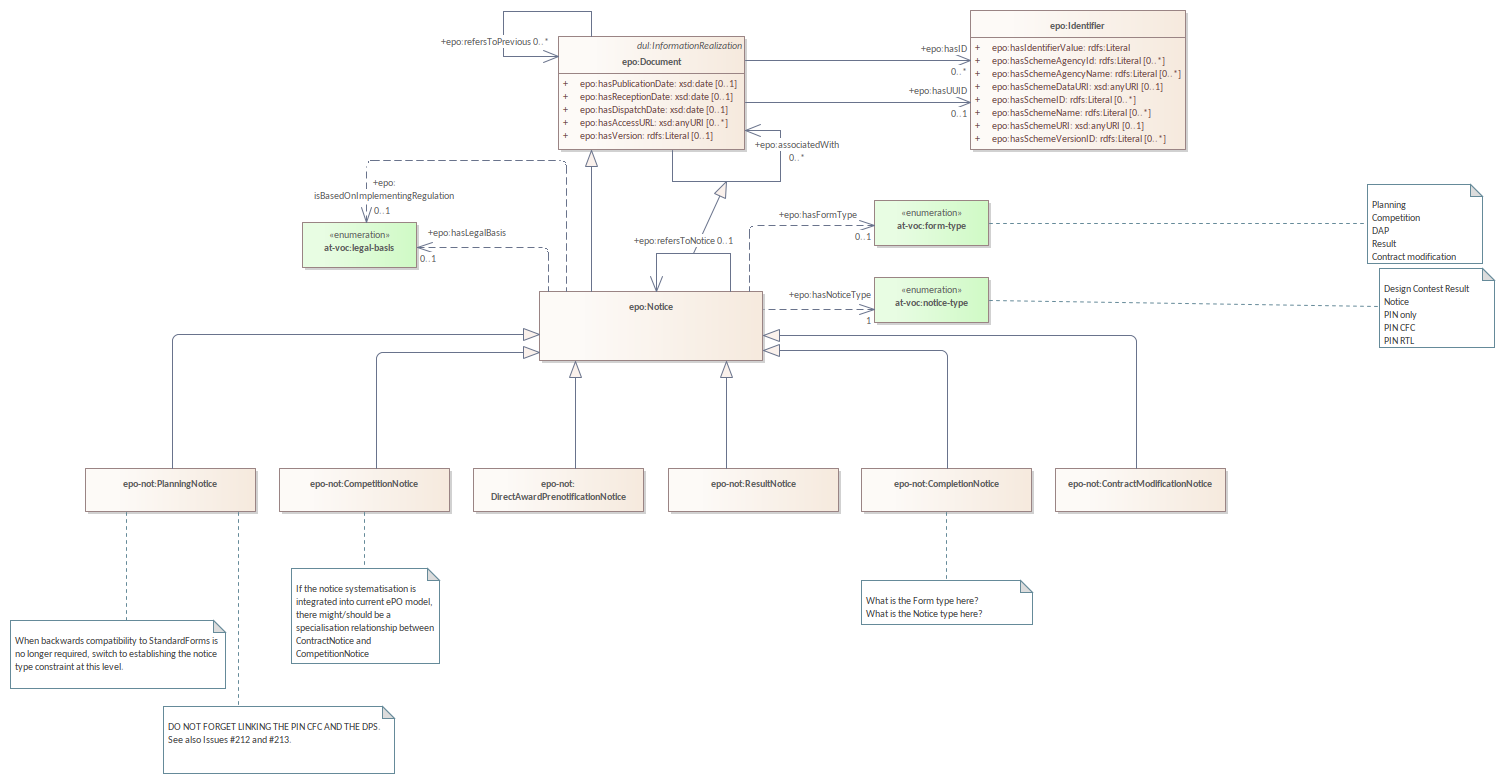 +epo:refersToPrevious 0..*
dul:InformationRealization
epo:Document
+ epo:hasPublicationDate: xsd:date [0..1]
+ epo:hasReceptionDate: xsd:date [0..1]
+ epo:hasDispatchDate: xsd:date [0..1]
+ epo:hasAccessURL: xsd:anyURI [0..*]
+ epo:hasVersion: rdfs:Literal [0..1]
+epo:hasID
0..*
+epo:hasUUID
0..1
epo:Identifier
+ epo:hasIdentifierValue: rdfs:Literal
+ epo:hasSchemeAgencyId: rdfs:Literal [0..*]
+ epo:hasSchemeAgencyName: rdfs:Literal [0..*]
+ epo:hasSchemeDataURI: xsd:anyURI [0..1]
+ epo:hasSchemeID: rdfs:Literal [0..*]
+ epo:hasSchemeName: rdfs:Literal [0..*]
+ epo:hasSchemeURI: xsd:anyURI [0..1]
+ epo:hasSchemeVersionID: rdfs:Literal [0..*]
+epo:associatedWith
0..*
+epo:
isBasedOnImplementingRegulation
0..1
«enumeration»
at-voc:legal-basis
+epo:hasLegalBasis
0..1
+epo:refersToNotice 0..1
+epo:hasFormType
0..1
«enumeration»
at-voc:form-type
Planning
Competition
DAP
Result
Contract modification
+epo:hasNoticeType
1
«enumeration»
at-voc:notice-type
Design Contest Result
Notice
PIN only
PIN CFC
PIN RTL
epo:Notice
epo-not:PlanningNotice
epo-not:CompetitionNotice
epo-not:
DirectAwardPrenotificationNotice
epo-not:ResultNotice
epo-not:CompletionNotice
epo-not:ContractModificationNotice
If the notice systematisation is
integrated into current ePO model,
there might/should be a
specialisation relationship between
ContractNotice and
CompetitionNotice
What is the Form type here?
What is the Notice type here?
When backwards compatibility to StandardForms is
no longer required, switch to establishing the notice
type constraint at this level.
DO NOT FORGET LINKING THE PIN CFC AND THE DPS.
See also Issues #212 and #213.